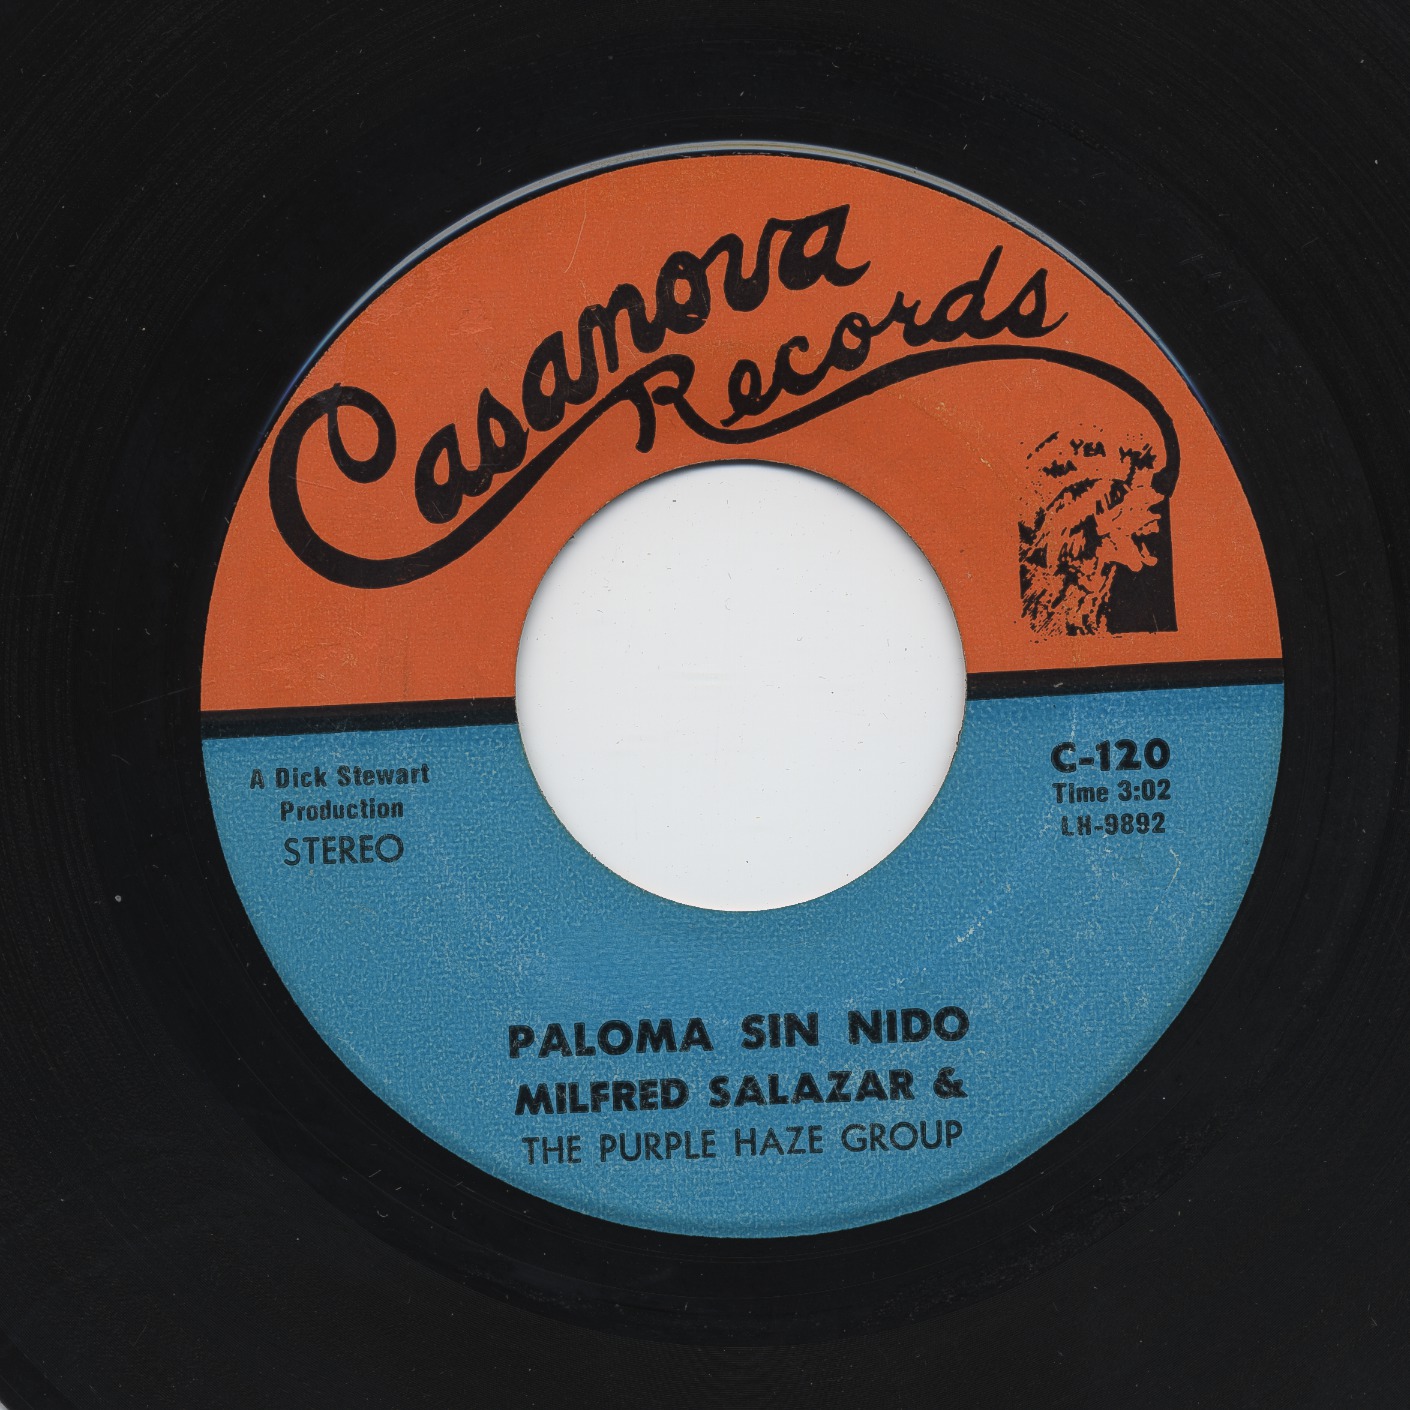 Casanova
Records
YEA
A Dick Stewart
Production
STEREO
C-120
Time 3:02
LH-9892
PALOMA SIN NIDO
MILFRED SALAZAR &
THE PURPLE HAZE GROUP